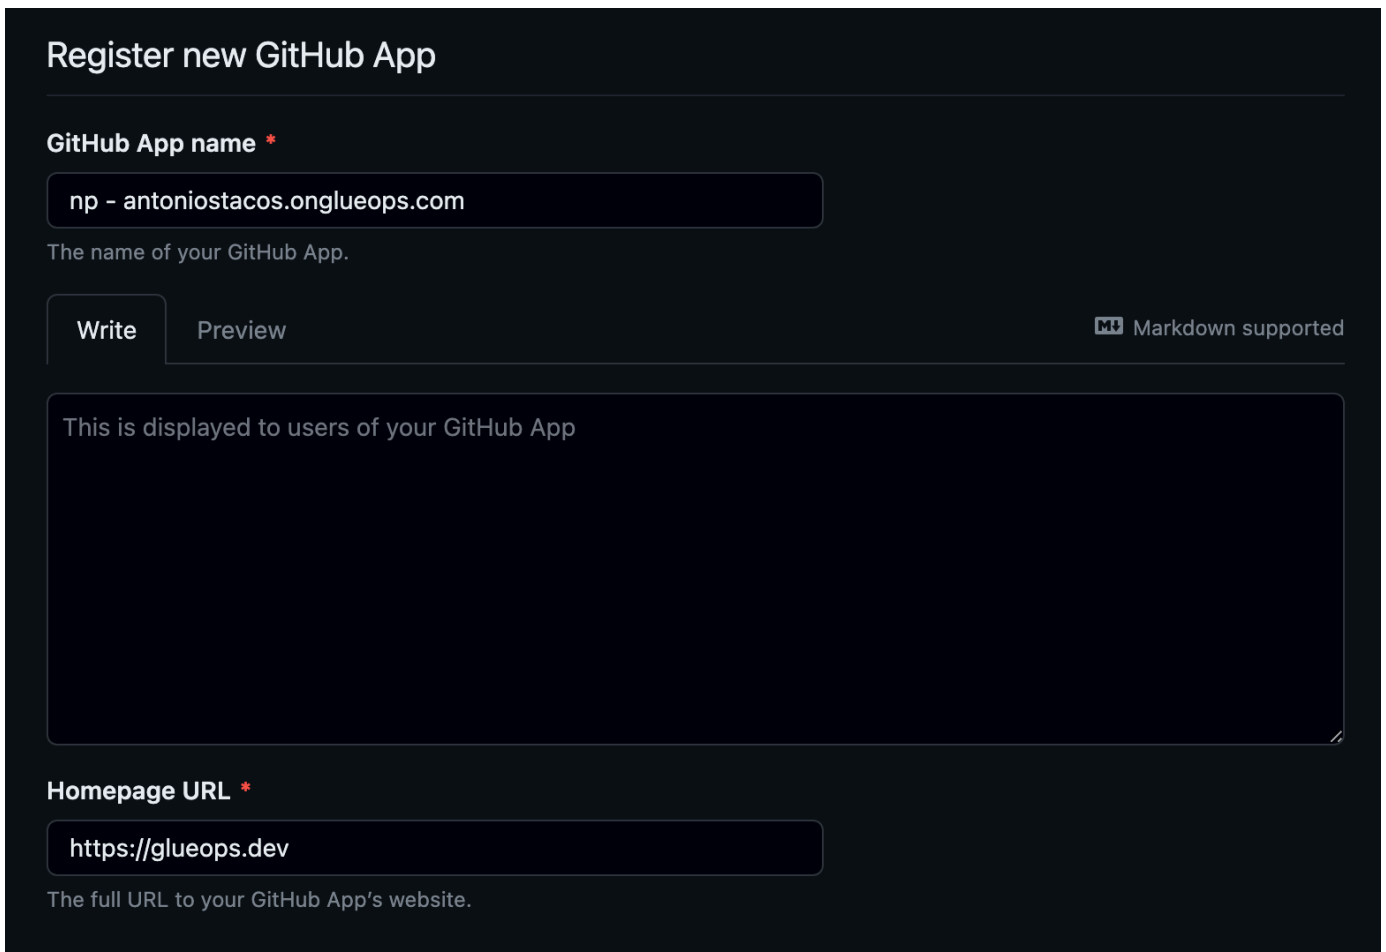 Register new GitHub App
GitHub App name *
np - antoniostacos.onglueops.com
The name of your GitHub App.
Write Preview Markdown supported
This is displayed to users of your GitHub App
Homepage URL *
https://glueops.dev
The full URL to your GitHub App’s website.